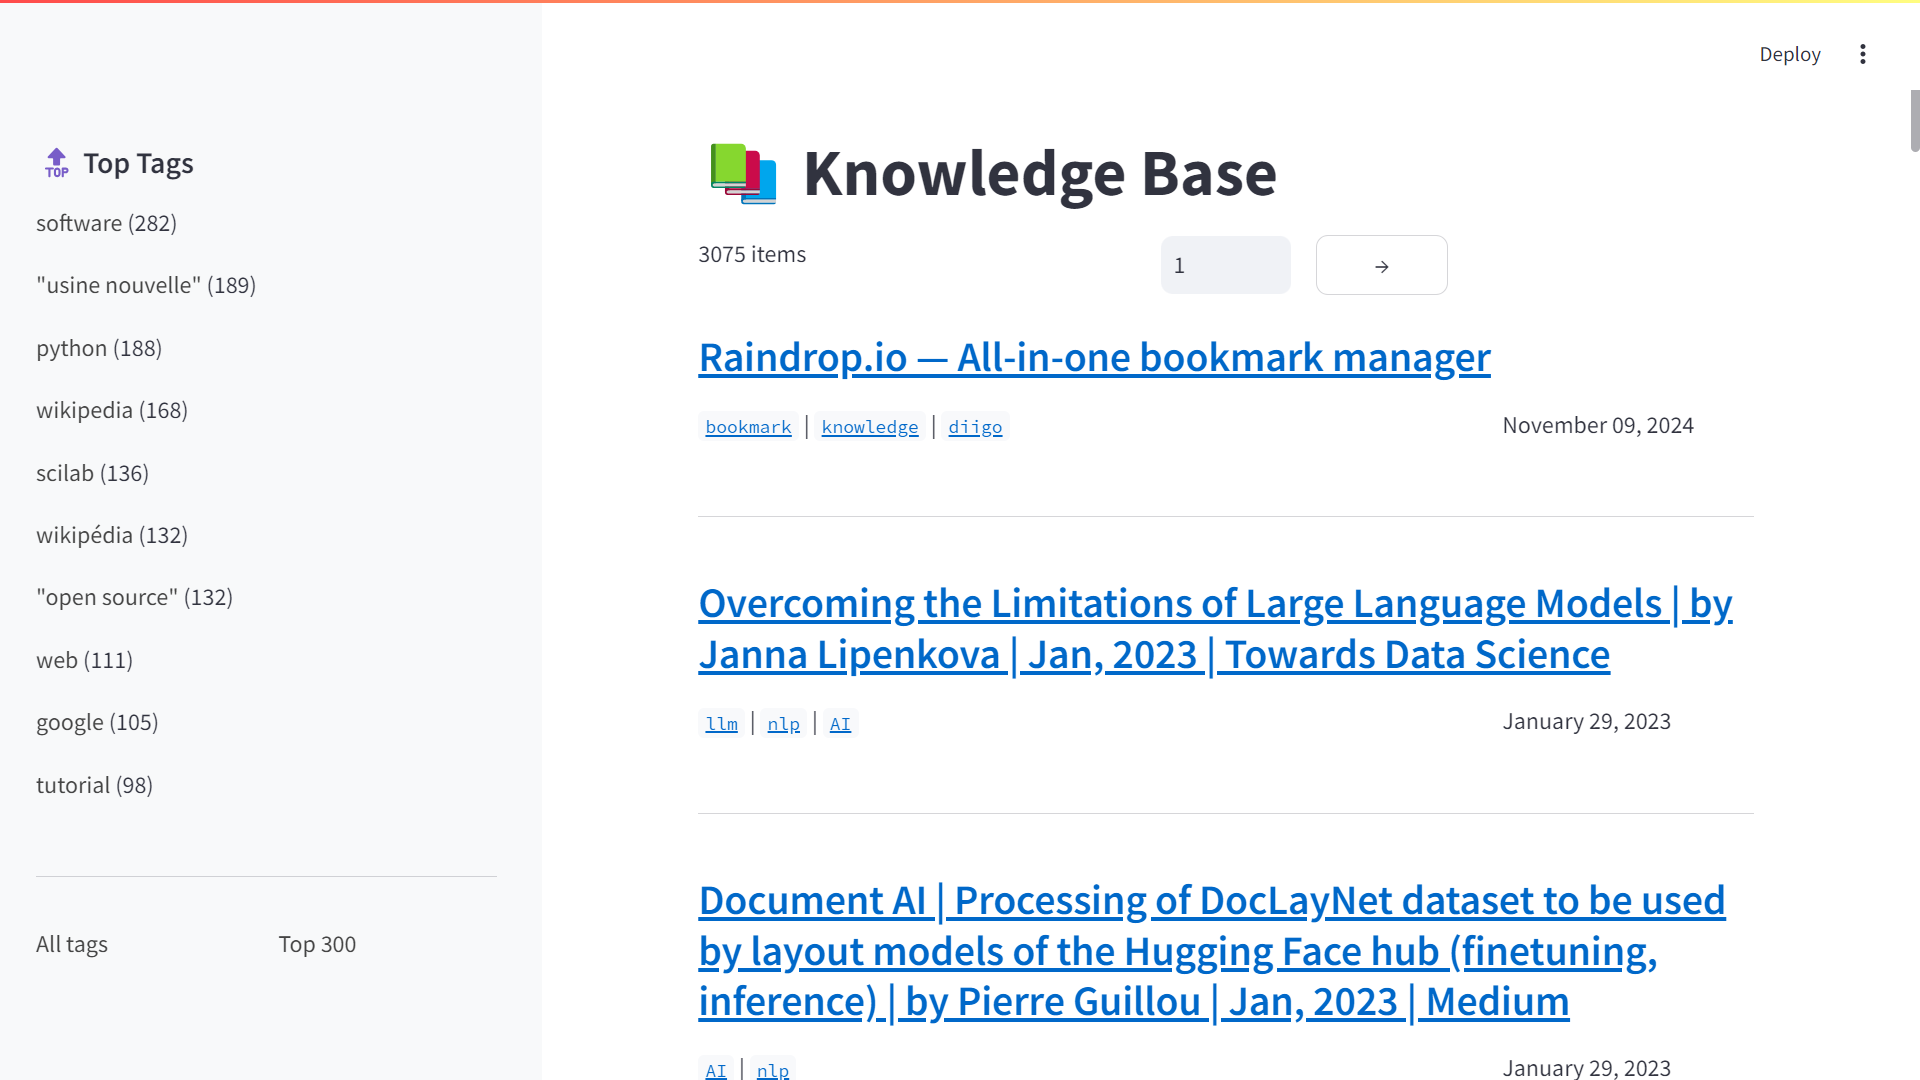 Deploy
TOP
Top Tags
software (282)
"usine nouvelle" (189)
python (188)
wikipedia (168)
scilab (136)
wikipédia (132)
"open source" (132)
web (111)
google (105)
tutorial (98)
All tags
Top 300
Knowledge Base
3075 items
1
→
Raindrop.io — All-in-one bookmark manager
bookmark | knowledge | diigo
November 09, 2024
Overcoming the Limitations of Large Language Models | by
Janna Lipenkova | Jan, 2023 | Towards Data Science
llm | nlp | AI
January 29, 2023
Document AI | Processing of DocLayNet dataset to be used
by layout models of the Hugging Face hub (finetuning,
inference) | by Pierre Guillou | Jan, 2023 | Medium
AI | nlp
January 29, 2023